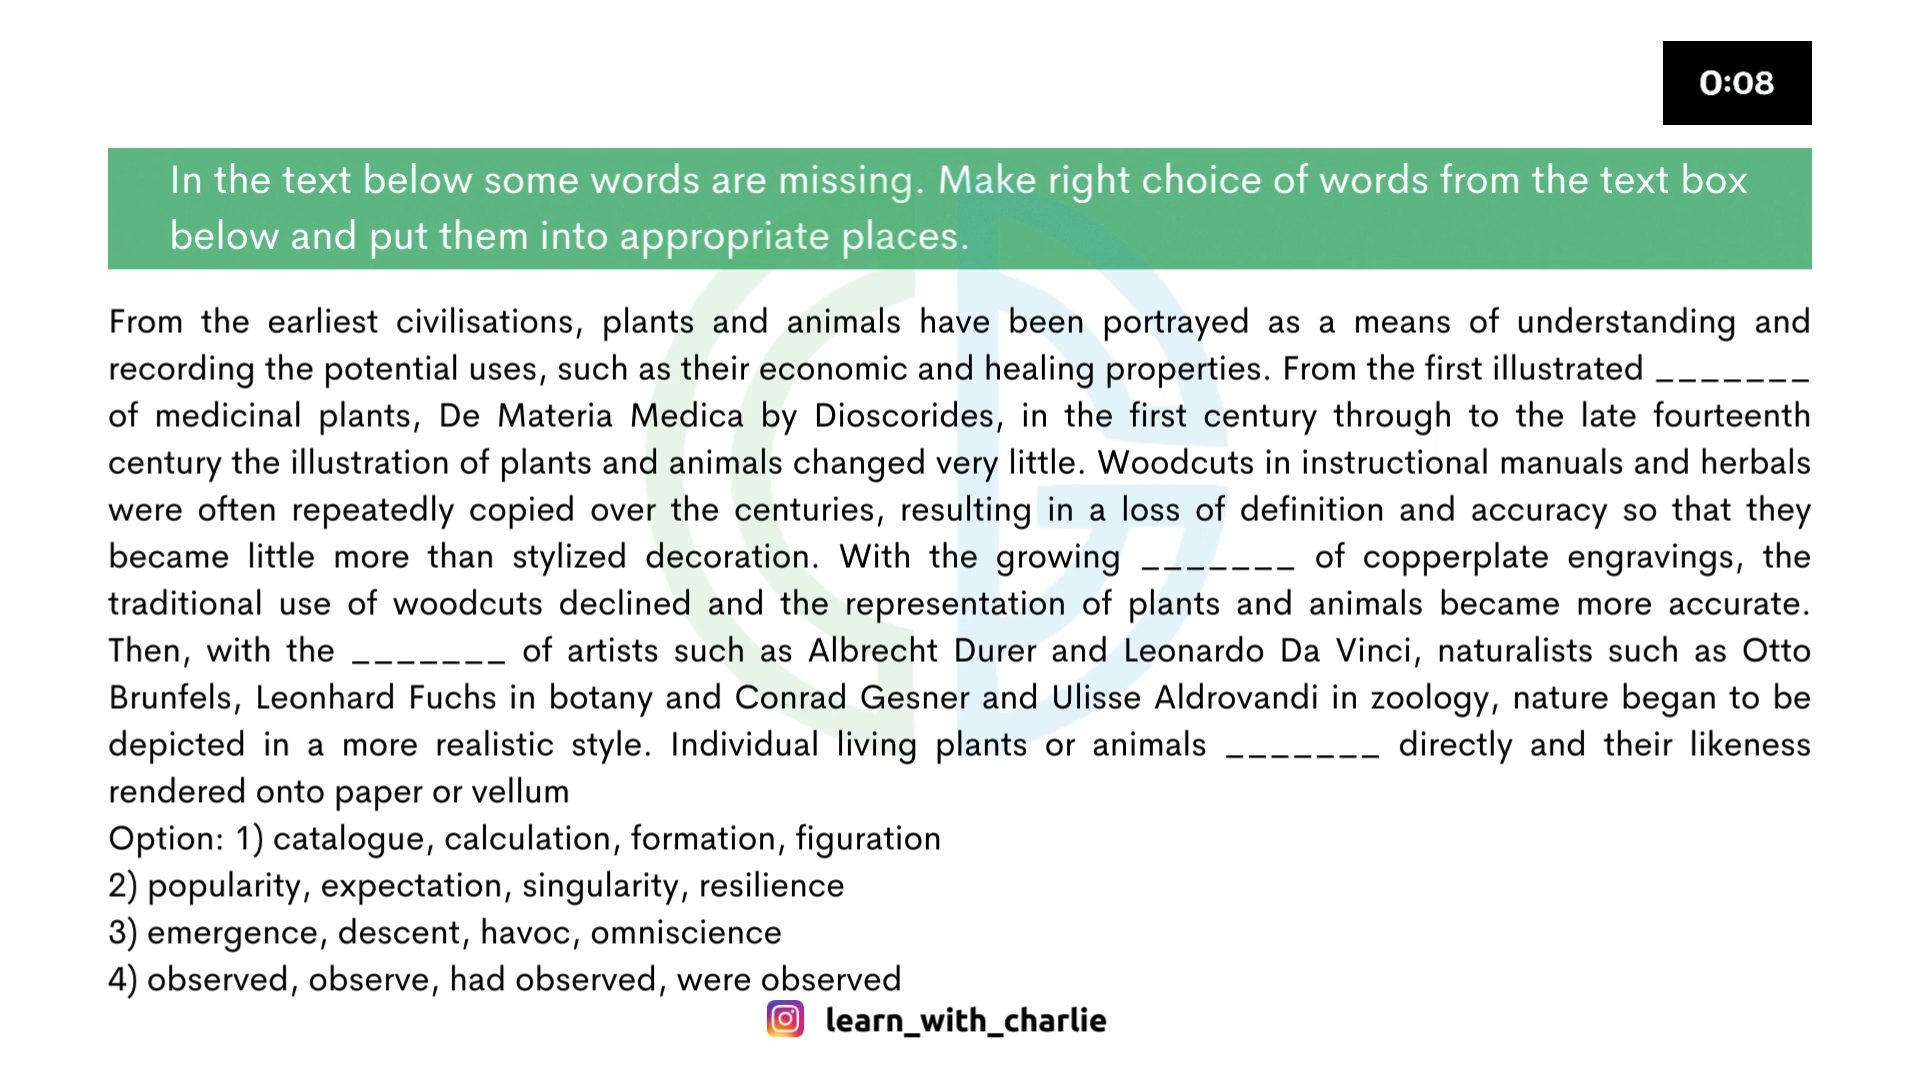 0:08
In the text below some words are missing. Make right choice of words from the text box
below and put them into appropriate places.
From the earliest civilisations, plants and animals have been portrayed as a means of understanding and
recording the potential uses, such as their economic and healing properties. From the first illustrated _______
of medicinal plants, De Materia Medica by Dioscorides, in the first century through to the late fourteenth
century the illustration of plants and animals changed very little. Woodcuts in instructional manuals and herbals
were often repeatedly copied over the centuries, resulting in a loss of definition and accuracy so that they
became little more than stylized decoration. With the growing _______ of copperplate engravings, the
traditional use of woodcuts declined and the representation of plants and animals became more accurate.
Then, with the _______ of artists such as Albrecht Durer and Leonardo Da Vinci, naturalists such as Otto
Brunfels, Leonhard Fuchs in botany and Conrad Gesner and Ulisse Aldrovandi in zoology, nature began to be
depicted in a more realistic style. Individual living plants or animals _______ directly and their likeness
rendered onto paper or vellum
Option: 1) catalogue, calculation, formation, figuration
2) popularity, expectation, singularity, resilience
3) emergence, descent, havoc, omniscience
4) observed, observe, had observed, were observed
learn_with_charlie